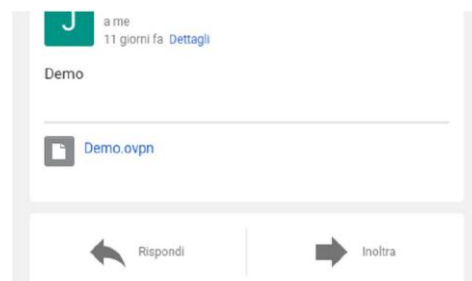 J
a me
11 giorni fa Dettagli
Demo
Demo.ovpn
Rispondi
Inoltra